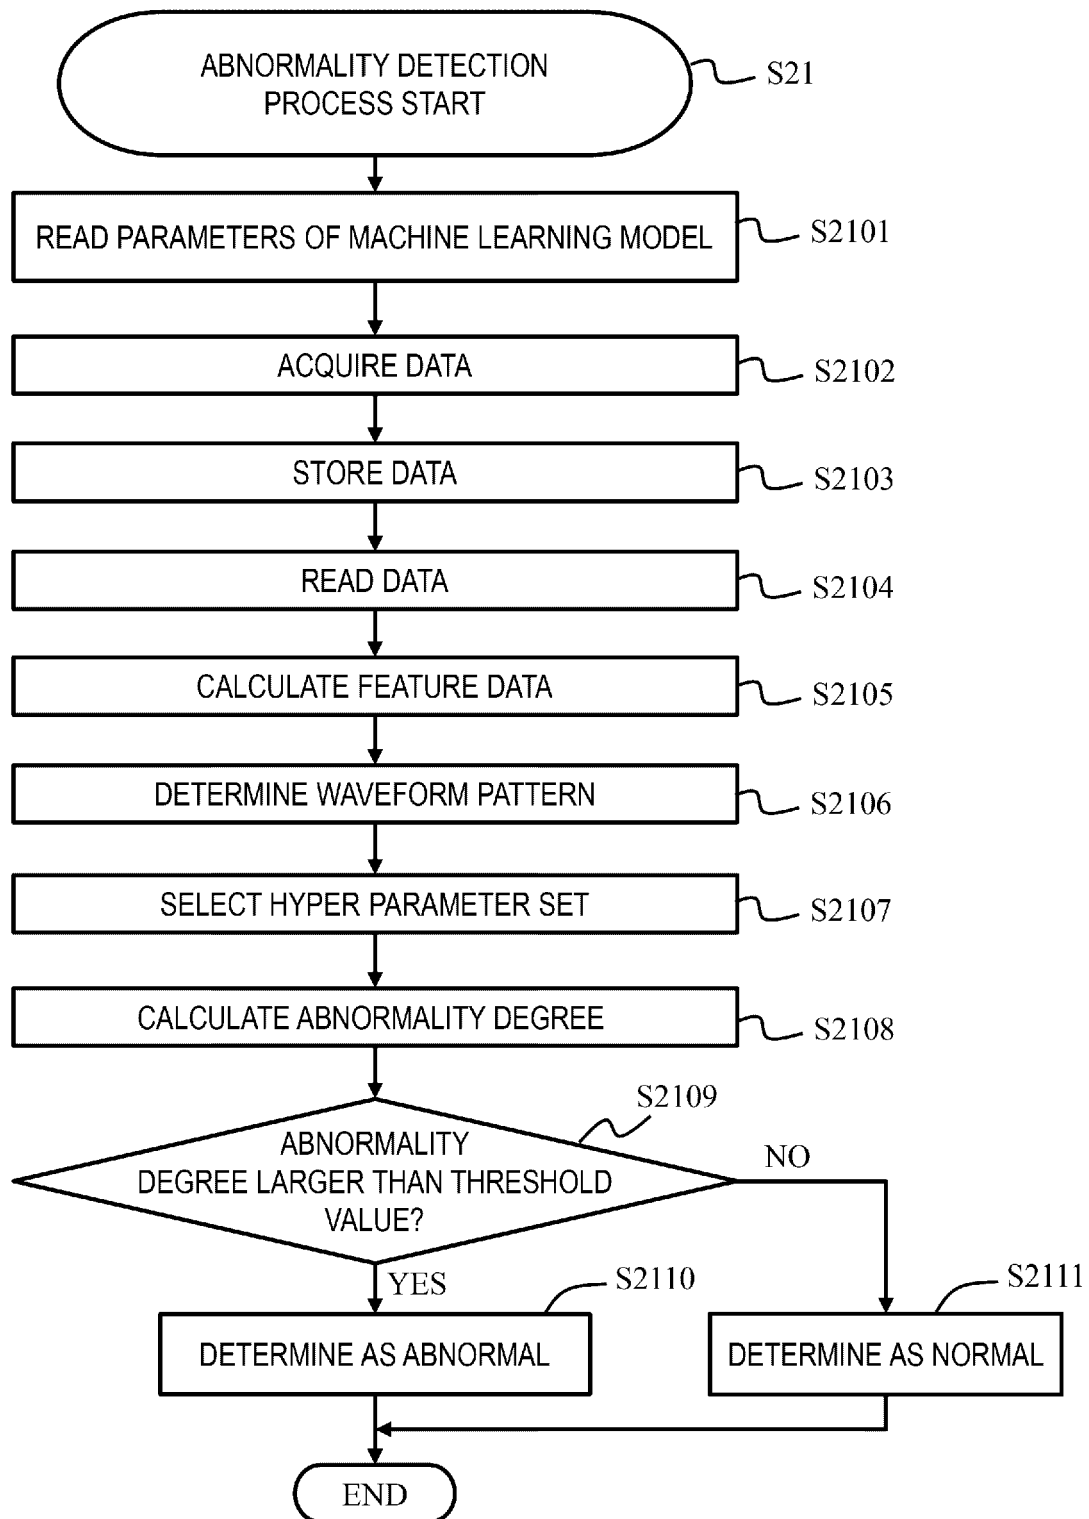 ABNORMALITY DETECTION
PROCESS START
S21
READ PARAMETERS OF MACHINE LEARNING MODEL
S2101
ACQUIRE DATA
S2102
STORE DATA
S2103
READ DATA
S2104
CALCULATE FEATURE DATA
S2105
DETERMINE WAVEFORM PATTERN
S2106
SELECT HYPER PARAMETER SET
S2107
CALCULATE ABNORMALITY DEGREE
S2108
S2109
ABNORMALITY
DEGREE LARGER THAN THRESHOLD
VALUE?
NO
YES
S2110
S2111
DETERMINE AS ABNORMAL
DETERMINE AS NORMAL
END